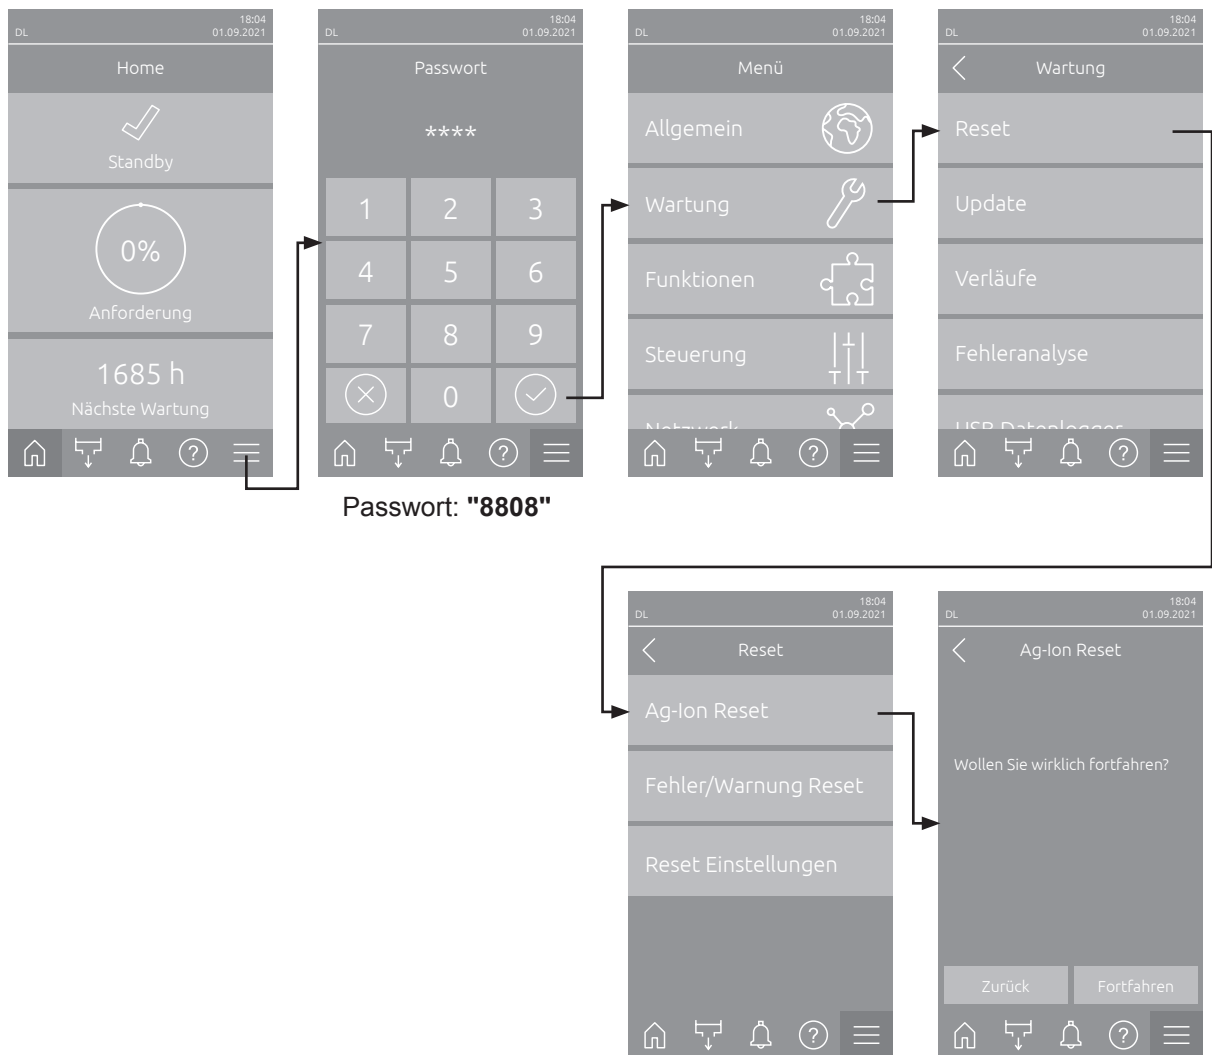 18:04
DL 01.09.2021
Home
Standby
0%
Anforderung
1685 h
Nächste Wartung
?
18:04
DL 01.09.2021
Passwort
****
1 2 3
4 5 6
7 8 9
0
?
Passwort: "8808"
18:04
DL 01.09.2021
Menü
Allgemein
Wartung
Funktionen
Steuerung
Netzwerk
?
18:04
DL 01.09.2021
Wartung
Reset
Update
Verläufe
Fehleranalyse
USB Datenlogger
?
18:04
DL 01.09.2021
Reset
Ag-Ion Reset
Fehler/Warnung Reset
Reset Einstellungen
?
18:04
DL 01.09.2021
Ag-Ion Reset
Wollen Sie wirklich fortfahren?
Zurück Fortfahren
?